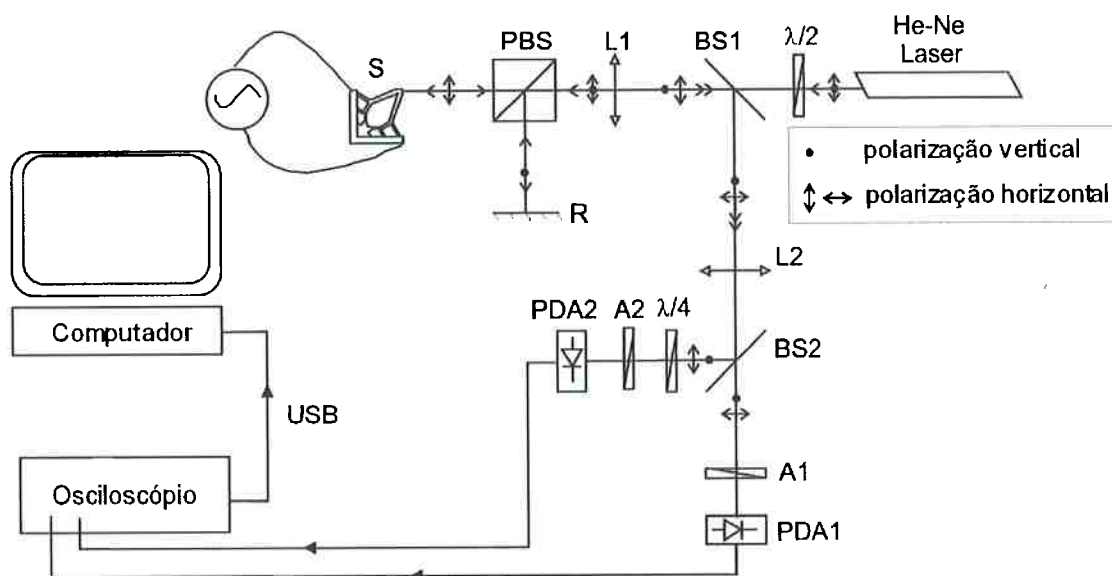 He-Ne
Laser
λ/2
BS1
L1
PBS
S
• polarização vertical
↕ ↔ polarização horizontal
R
L2
PDA2
A2
λ/4
BS2
Computador
USB
Osciloscópio
A1
PDA1